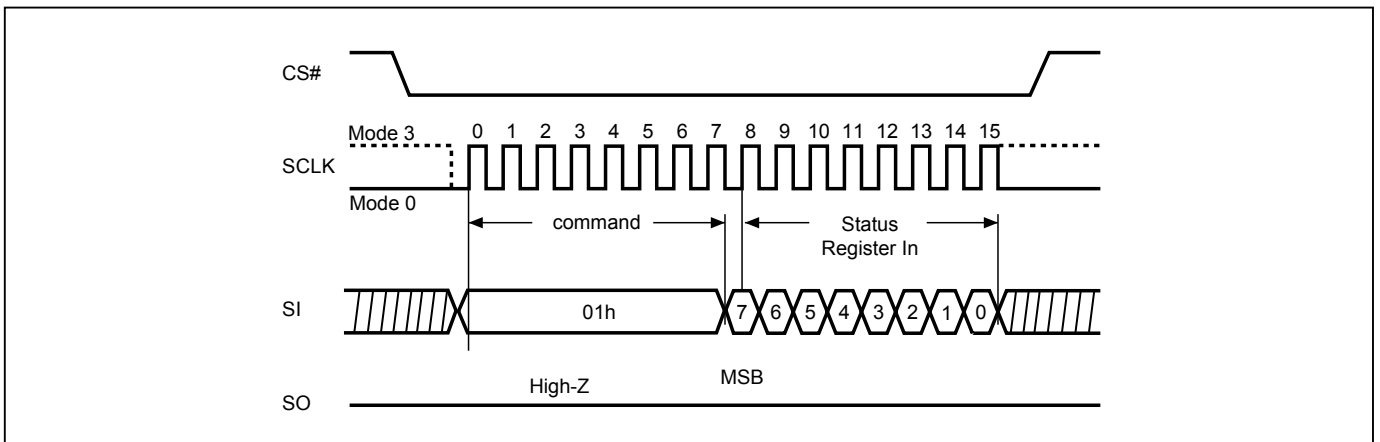 CS#
Mode 3
0 1 2 3 4 5 6 7 8 9 10 11 12 13 14 15
SCLK
Mode 0
command
Status
Register In
SI
01h
7 6 5 4 3 2 1 0
High-Z
MSB
SO